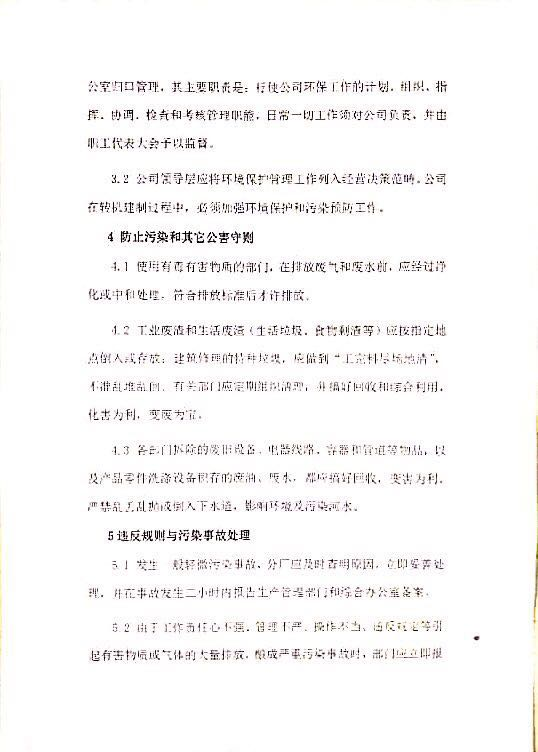 公室归口管理，其主要职责是：行使公司环保工作的计划、组织、指
挥、协调、检查和考核管理职能，日常一切工作须对公司负责，并由
职工代表大会予以监督。
3.2 公司领导层应将环境保护管理工作列入经营决策范畴。公司
在转机建制过程中，必须加强环境保护和污染预防工作。
4 防止污染和其它公害守则
4.1 使用有毒有害物质的部门，在排放废气和废水前，应经过净
化或中和处理，符合排放标准后才许排放。
4.2 工业废渣和生活废渣（生活垃圾、食物剩渣等）应按指定地
点倒入或存放；建筑修理的特种垃圾，应做到“工完料尽场地清”，
不准乱堆乱倒。有关部门应定期组织清理，并搞好回收和综合利用，
化害为利，变废为宝。
4.3 各部门拆除的废旧设备、电器线路、容器和管道等物品，以
及产品零件洗涤设备积存的废油、废水，都应搞好回收，变害为利。
严禁乱丢乱抛或倒入下水道，影响环境及污染河水。
5 违反规则与污染事故处理
5.1 发生一般轻微污染事故，分厂应及时查明原因，立即妥善处
理，并在事故发生二小时内报告生产管理部门和综合办公室备案。
5.2 由于工作责任心不强，管理不严、操作不当、违反规定等引
起有害物质或气体的大量排放，酿成严重污染事故时，部门应立即报